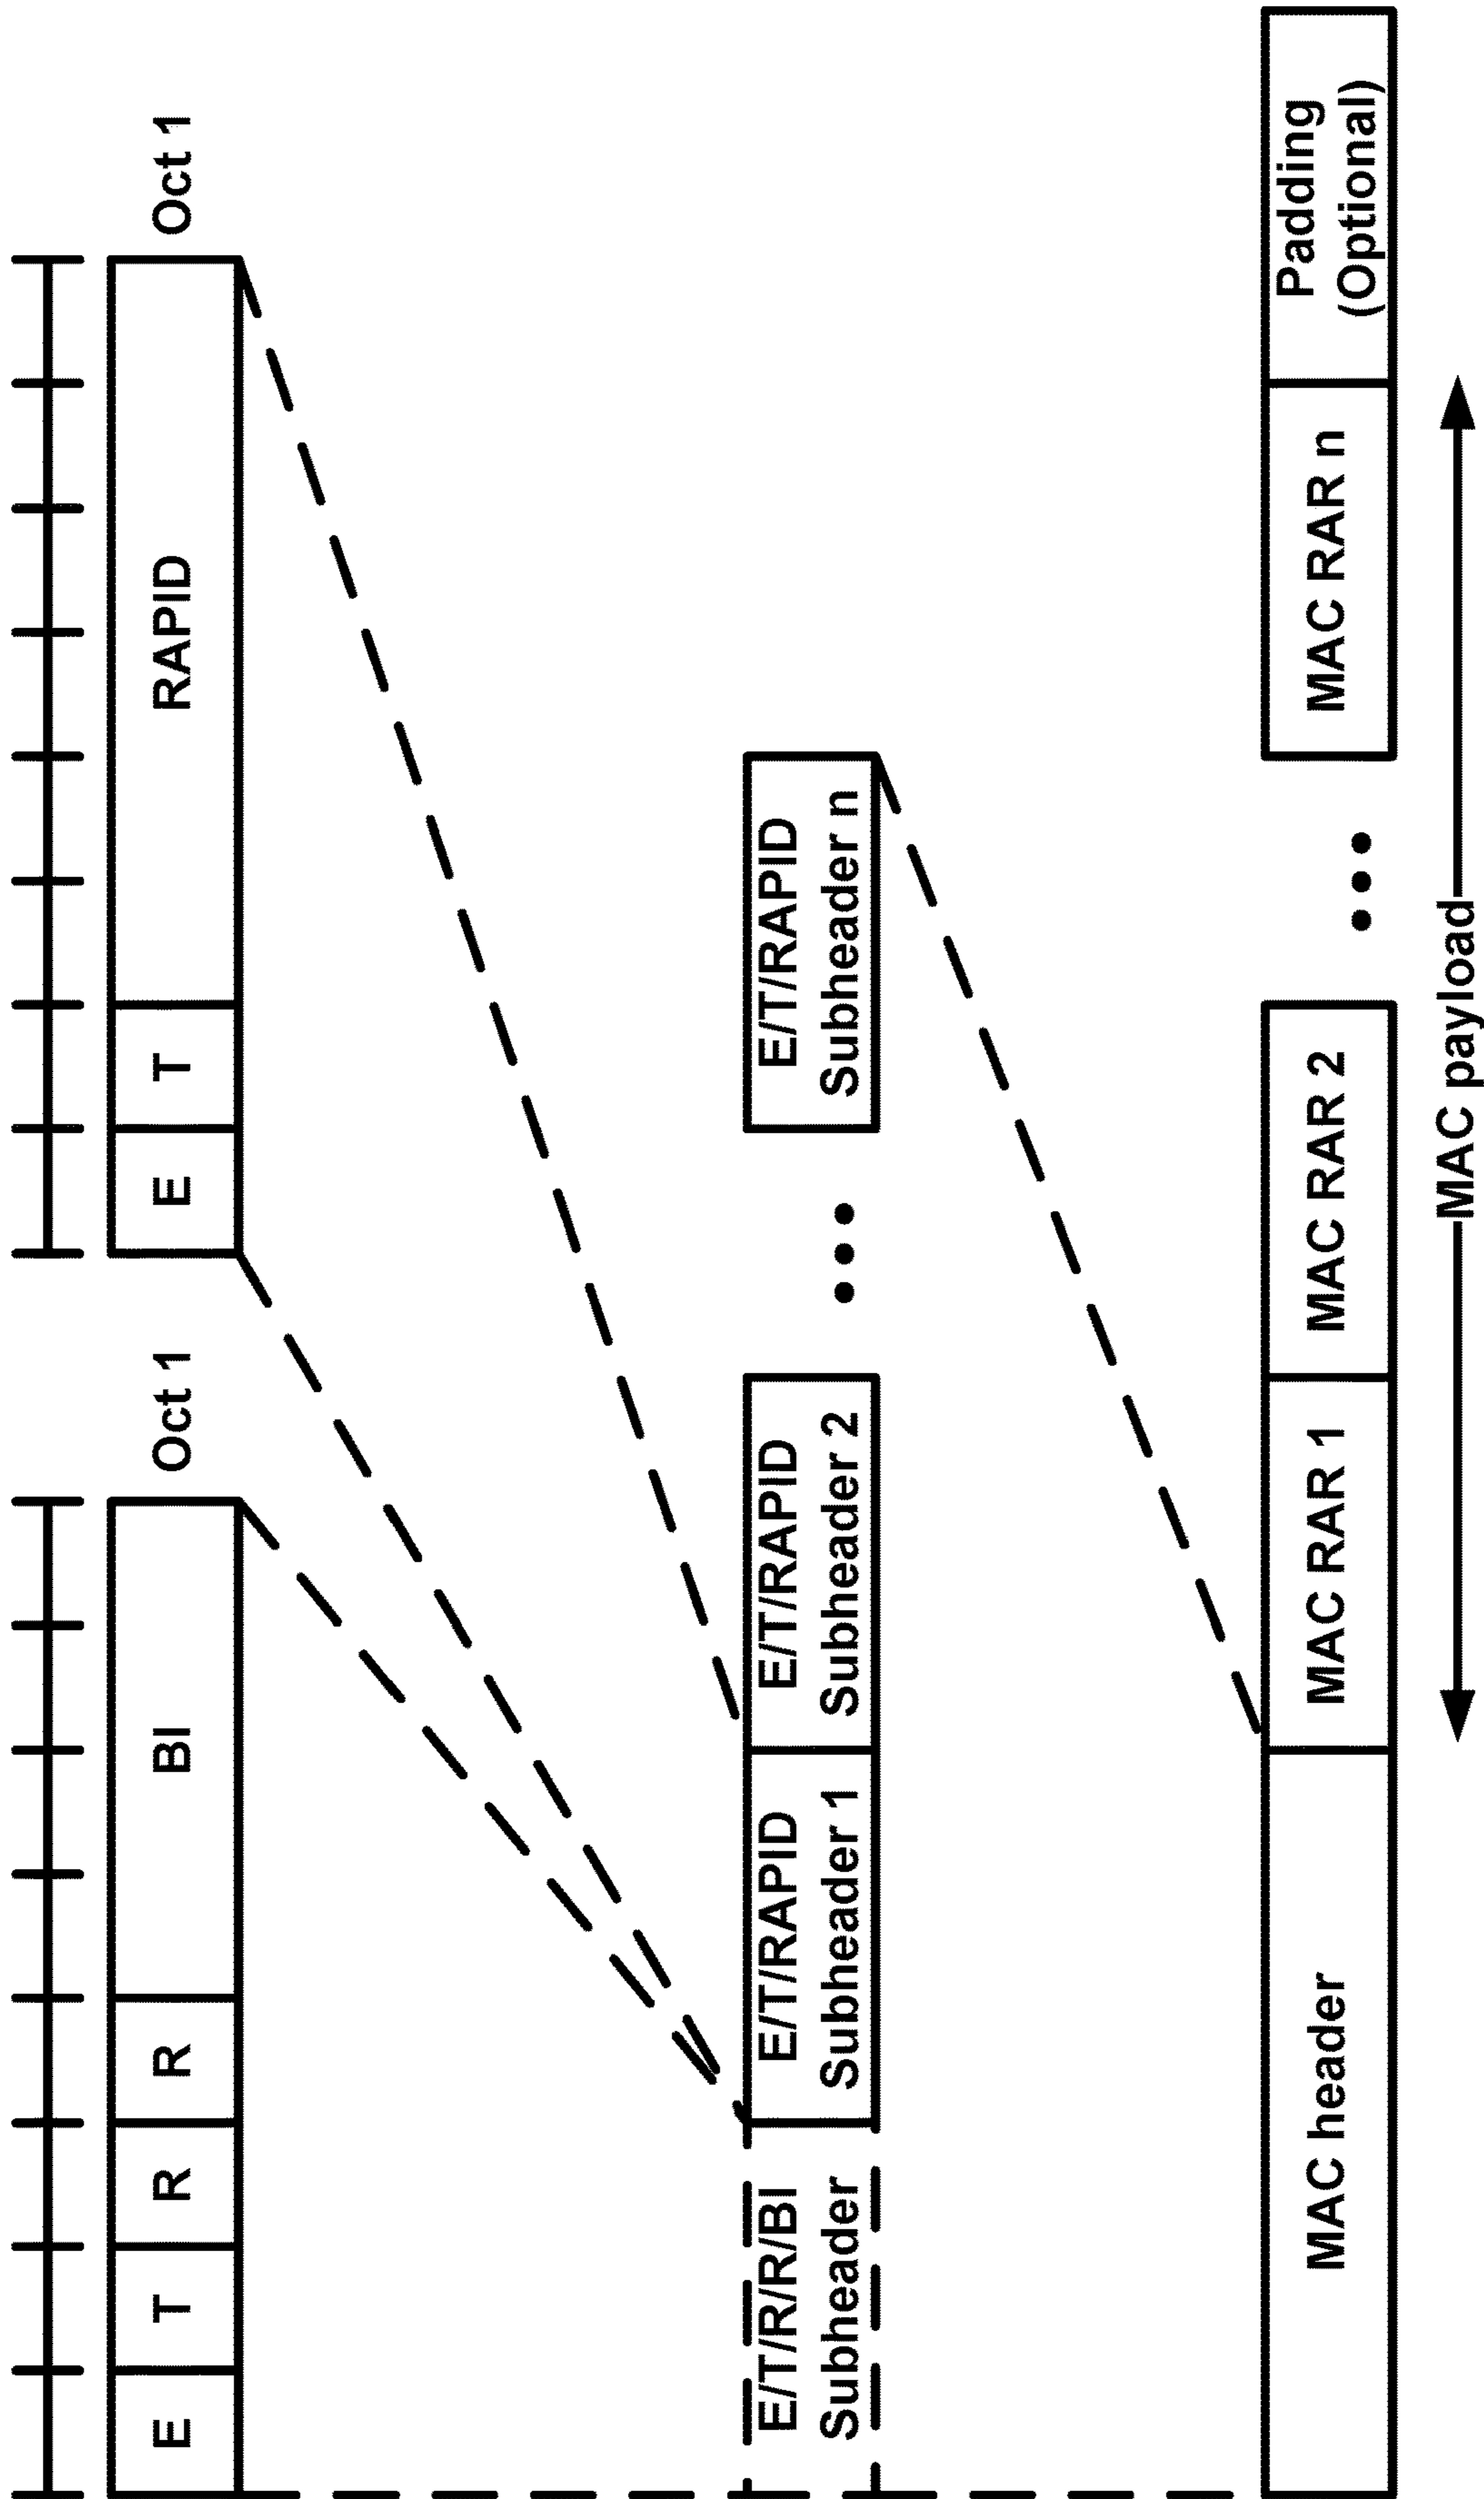 E T R R BI Oct 1
E T RAPID Oct 1
E/T/R/R/BI
Subheader
E/T/RAPID
Subheader 1
E/T/RAPID
Subheader 2
•••
E/T/RAPID
Subheader n
MAC header
MAC RAR 1
MAC RAR 2
•••
MAC RAR n
Padding
(Optional)
MAC payload